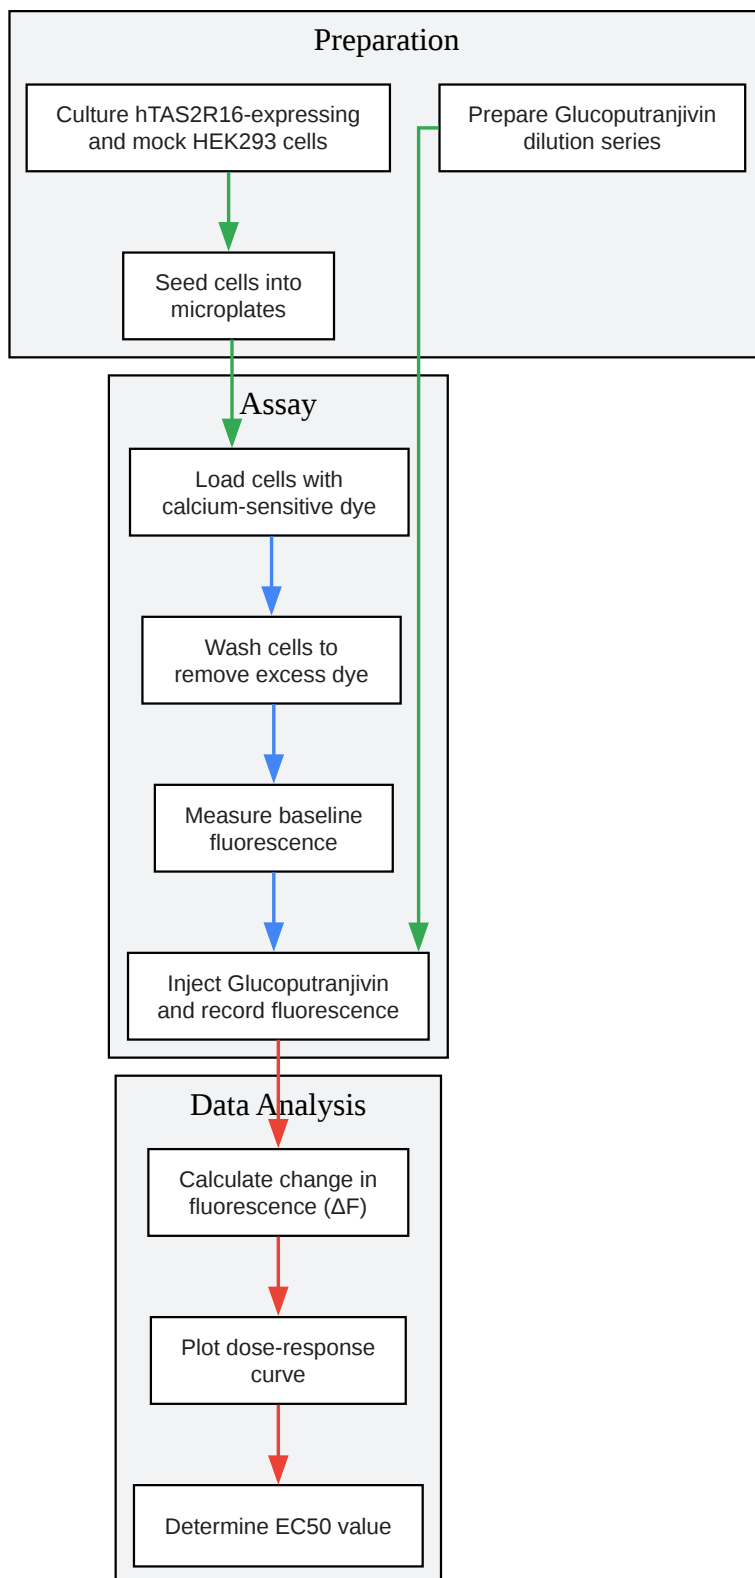 Preparation
Culture hTAS2R16-expressing
and mock HEK293 cells
Prepare Glucoputranjivin
dilution series
Seed cells into
microplates
Assay
Load cells with
calcium-sensitive dye
Wash cells to
remove excess dye
Measure baseline
fluorescence
Inject Glucoputranjivin
and record fluorescence
Data Analysis
Calculate change in
fluorescence (ΔF)
Plot dose-response
curve
Determine EC50 value